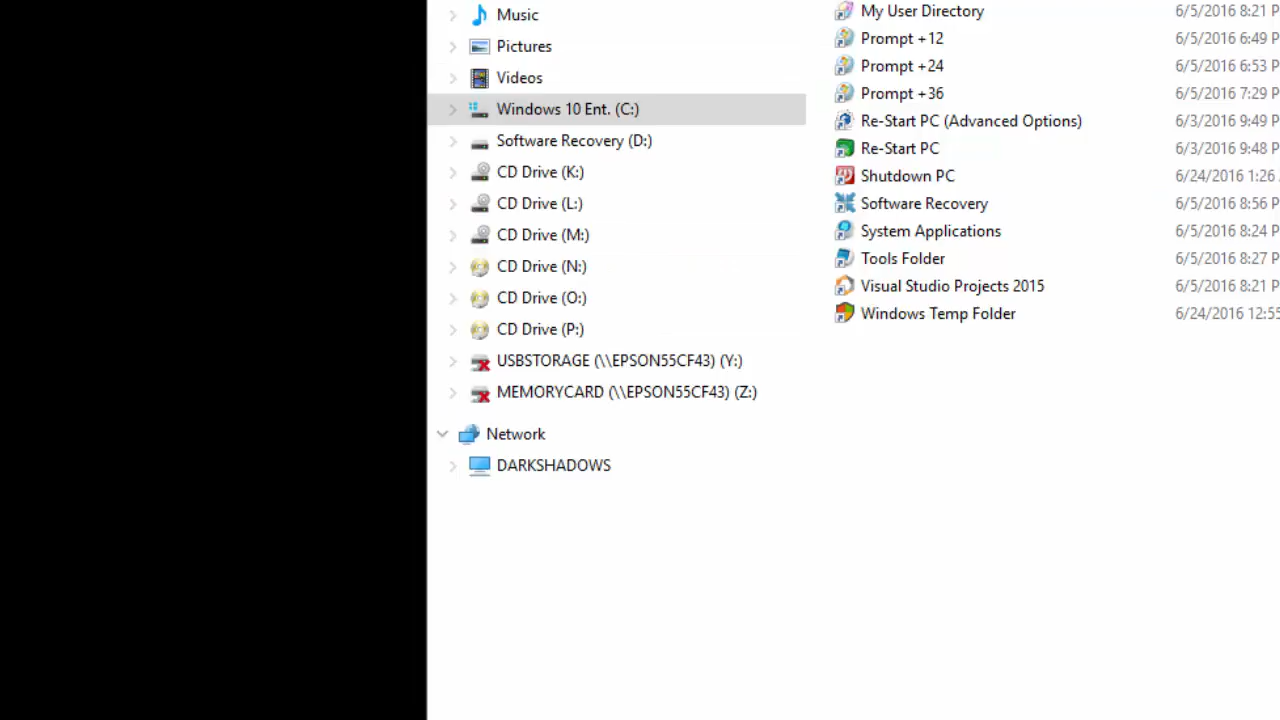 Music
Pictures
Videos
Windows 10 Ent. (C:)
Software Recovery (D:)
CD Drive (K:)
CD Drive (L:)
CD Drive (M:)
CD Drive (N:)
CD Drive (O:)
CD Drive (P:)
USBSTORAGE (\\EPSON55CF43) (Y:)
MEMORYCARD (\\EPSON55CF43) (Z:)
Network
DARKSHADOWS
My User Directory 6/5/2016 8:21 P
Prompt +12 6/5/2016 6:49 P
Prompt +24 6/5/2016 6:53 P
Prompt +36 6/5/2016 7:29 P
Re-Start PC (Advanced Options) 6/3/2016 9:49 P
Re-Start PC 6/3/2016 9:48 P
Shutdown PC 6/24/2016 1:26
Software Recovery 6/5/2016 8:56 P
System Applications 6/5/2016 8:24 P
Tools Folder 6/5/2016 8:27 P
Visual Studio Projects 2015 6/5/2016 8:21 P
Windows Temp Folder 6/24/2016 12:55